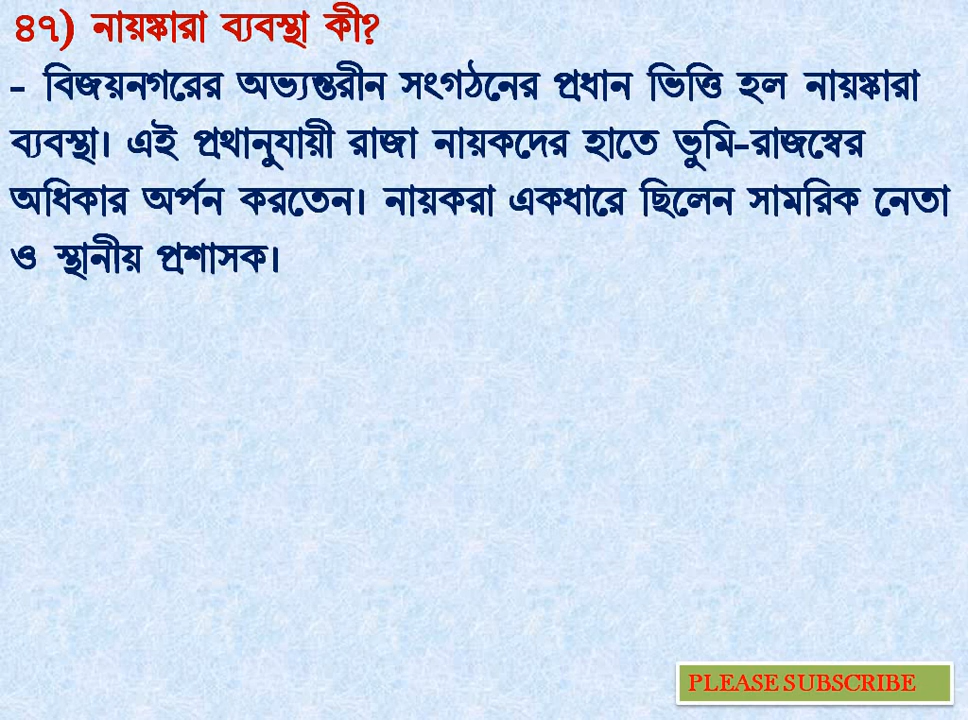 ৪৭) নায়ঙ্কারা ব্যবস্থা কী?
- বিজয়নগরের অভ্যন্তরীন সংগঠনের প্রধান ভিত্তি হল নায়ঙ্কারা
ব্যবস্থা। এই প্রথানুযায়ী রাজা নায়কদের হাতে ভুমি-রাজস্বের
অধিকার অর্পন করতেন। নায়করা একধারে ছিলেন সামরিক নেতা
ও স্থানীয় প্রশাসক।
PLEASE SUBSCRIBE